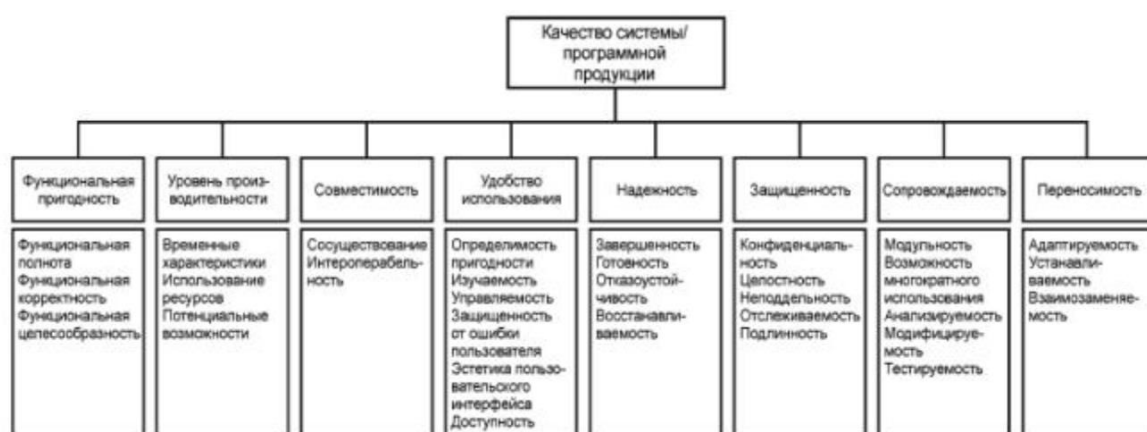 Качество системы/
программной
продукции
Функциональная
пригодность
Уровень произ-
водительности
Совместимость
Удобство
использования
Надежность
Защищенность
Сопровождаемость
Переносимость
Функциональная
полнота
Функциональная
корректность
Функциональная
целесообразность
Временные
характеристики
Использование
ресурсов
Потенциальные
возможности
Сосуществование
Интероперабель-
ность
Определимость
пригодности
Изучаемость
Управляемость
Защищенность
от ошибки
пользователя
Эстетика пользо-
вательского
интерфейса
Доступность
Завершенность
Готовность
Отказоустой-
чивость
Восстанавли-
ваемость
Конфиденциаль-
ность
Целостность
Неподдельность
Отслеживаемость
Подлинность
Модульность
Возможность
многократного
использования
Анализируемость
Модифицируе-
мость
Тестируемость
Адаптируемость
Устанавли-
ваемость
Взаимозаменяе-
мость